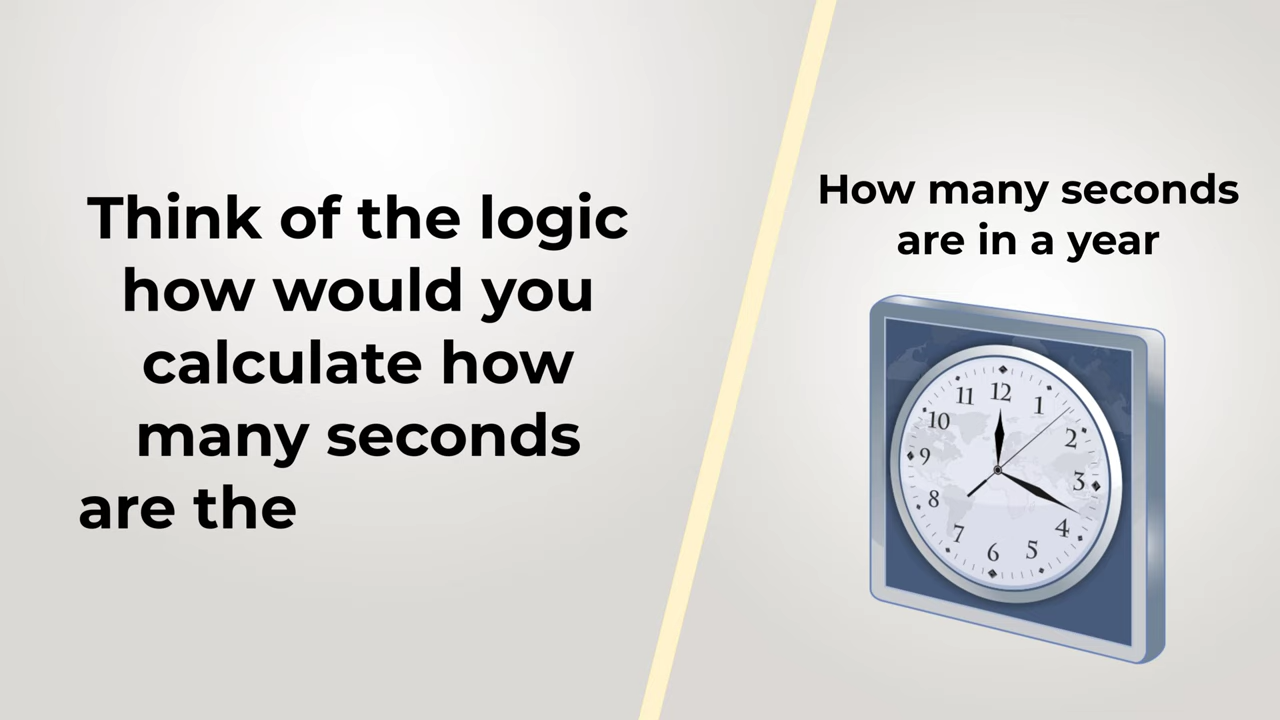 Think of the logic
how would you
calculate how
many seconds
are the
How many seconds
are in a year
12
1
2
3
4
5
6
7
8
9
10
11